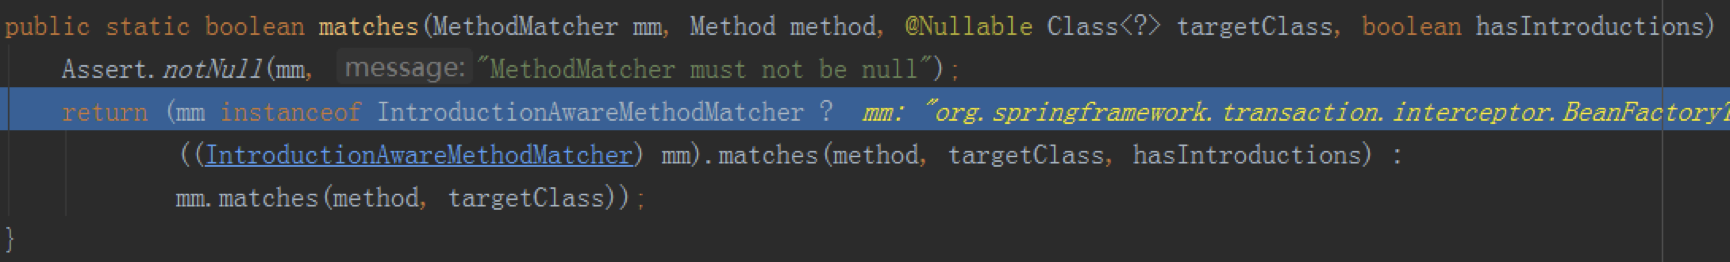 public static boolean matches(MethodMatcher mm, Method method, @Nullable Class<?> targetClass, boolean hasIntroductions)
Assert.notNull(mm, message: "MethodMatcher must not be null");
return (mm instanceof IntroductionAwareMethodMatcher ? mm: "org.springframework.transaction.interceptor.BeanFactoryT
((IntroductionAwareMethodMatcher) mm).matches(method, targetClass, hasIntroductions) :
mm.matches(method, targetClass));
}